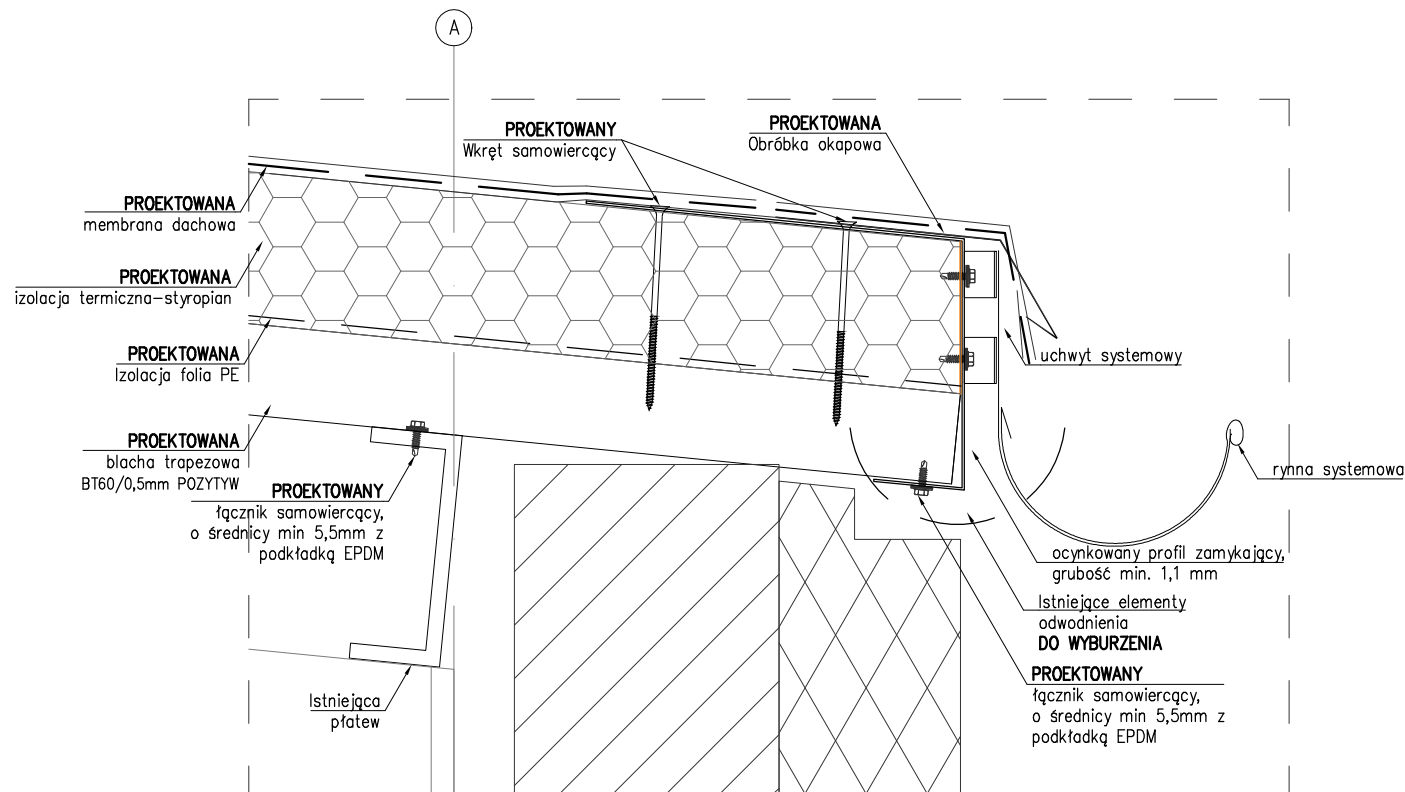 A
PROEKTOWANY
Wkręt samowiercący
PROEKTOWANA
Obróbka okapowa
PROEKTOWANA
membrana dachowa
PROEKTOWANA
izolacja termiczna-styropian
PROEKTOWANA
Izolacja folia PE
PROEKTOWANA
blacha trapezowa
BT60/0,5mm POZYTYW
PROEKTOWANY
łącznik samowiercący,
o średnicy min 5,5mm z
podkładką EPDM
Istniejąca
płatew
uchwyt systemowy
rynna systemowa
ocynkowany profil zamykający,
grubość min. 1,1 mm
Istniejące elementy
odwodnienia
DO WYBURZENIA
PROEKTOWANY
łącznik samowiercący,
o średnicy min 5,5mm z
podkładką EPDM